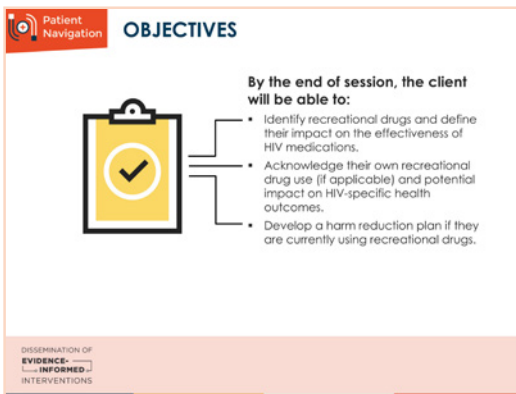 Patient
Navigation
OBJECTIVES
By the end of session, the client
will be able to:
▪ Identify recreational drugs and define
their impact on the effectiveness of
HIV medications.
▪ Acknowledge their own recreational
drug use (if applicable) and potential
impact on HIV-specific health
outcomes.
▪ Develop a harm reduction plan if they
are currently using recreational drugs.
DISSEMINATION OF
EVIDENCE-
INFORMED
INTERVENTIONS